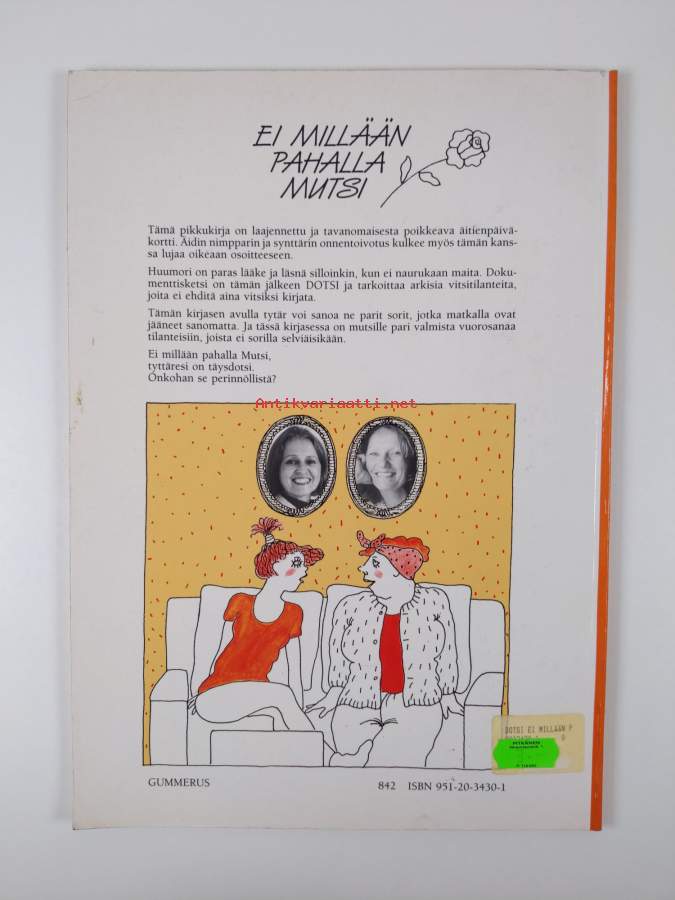 EI MILLÄÄN
PAHALLA
MUTSI
Tämä pikkukirja on laajennettu ja tavanomaisesta poikkeava äitienpäivä-
kortti. Äidin nimpparin ja synttärin onnentoivotus kulkee myös tämän kans-
sa lujaa oikeaan osoitteeseen.
Huumori on paras lääke ja läsnä silloinkin, kun ei naurukaan maita. Doku-
menttisketsi on tämän jälkeen DOTSI ja tarkoittaa arkisia vitsitilanteita,
joita ei ehditä aina vitsiksi kirjata.
Tämän kirjasen avulla tytär voi sanoa ne parit sorit, jotka matkalla ovat
jääneet sanomatta. Ja tässä kirjasessa on mutsille pari valmista vuorosanaa
tilanteisiin, joista ei sorilla selviäisikään.
Ei millään pahalla Mutsi,
tyttäresi on täysdotsi.
Onkohan se perinnöllistä?
Antikvariaatti.net
DOTSI EI MILLÄÄN P
PITKÄNEN
GUMMERUS
842 ISBN 951-20-3430-1